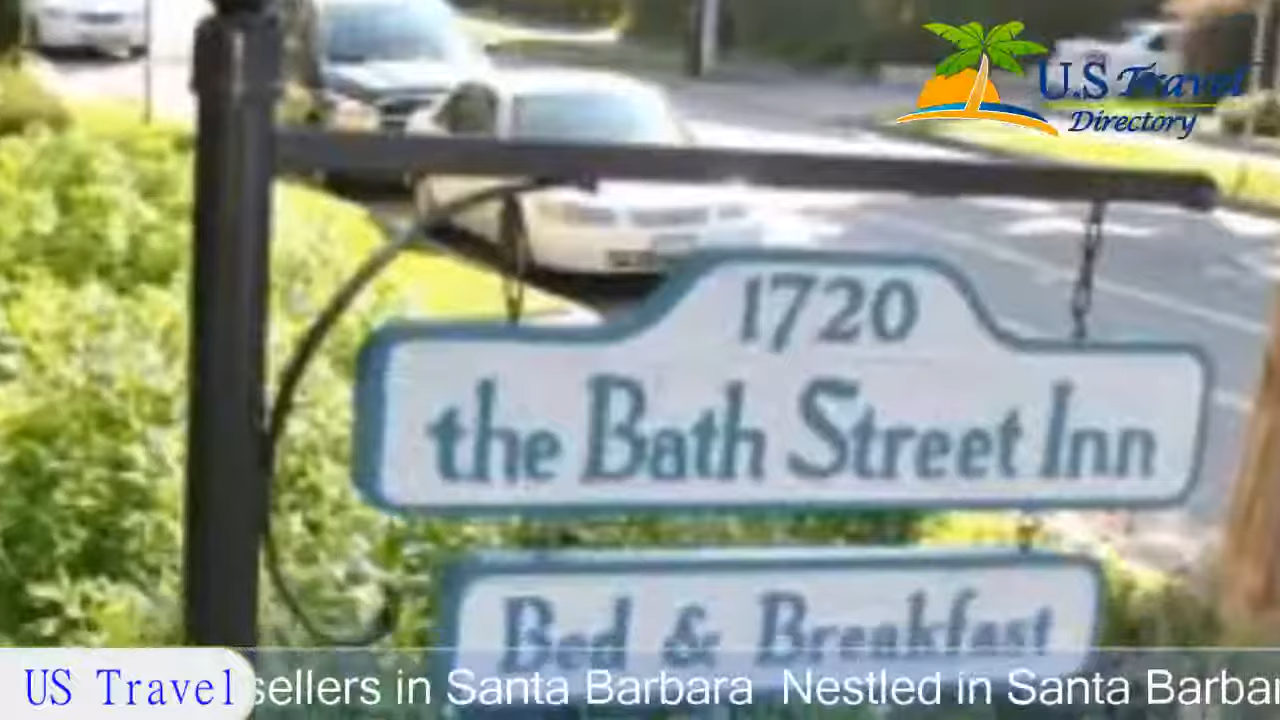 U.S Travel
Directory
1720
the Bath Street Inn
Bed & Breakfast
US Travel
sellers in Santa Barbara Nestled in Santa Barbar